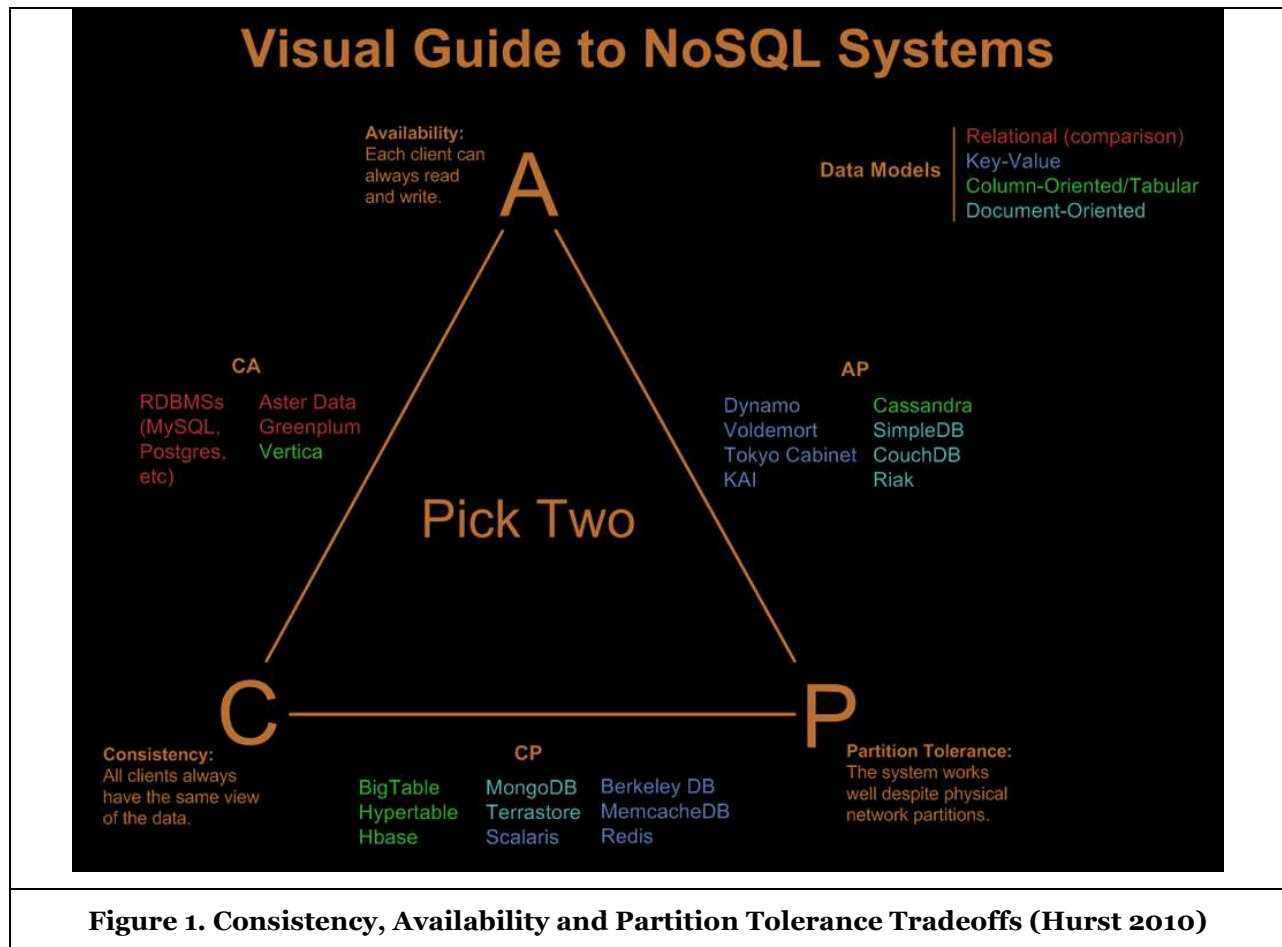 Visual Guide to NoSQL Systems
Availability:
Each client can
always read
and write.
A
Data Models
Relational (comparison)
Key-Value
Column-Oriented/Tabular
Document-Oriented
CA
RDBMSs
(MySQL,
Postgres,
etc)
Aster Data
Greenplum
Vertica
AP
Dynamo
Voldemort
Tokyo Cabinet
KAI
Cassandra
SimpleDB
CouchDB
Riak
Pick Two
C
P
Consistency:
All clients always
have the same view
of the data.
CP
BigTable
Hypertable
Hbase
MongoDB
Terrastore
Scalaris
Berkeley DB
MemcacheDB
Redis
Partition Tolerance:
The system works
well despite physical
network partitions.
Figure 1. Consistency, Availability and Partition Tolerance Tradeoffs (Hurst 2010)